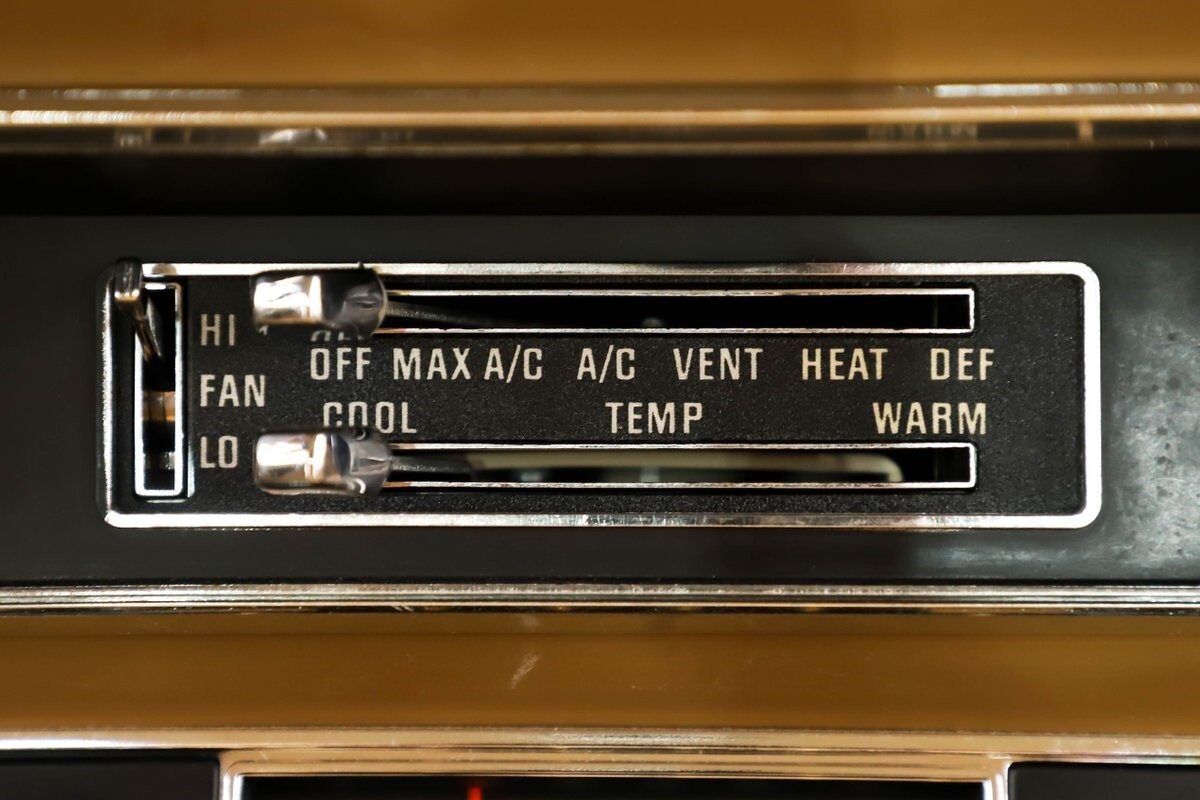 HI
OFF MAX A/C A/C VENT HEAT DEF
FAN
COOL TEMP WARM
LO